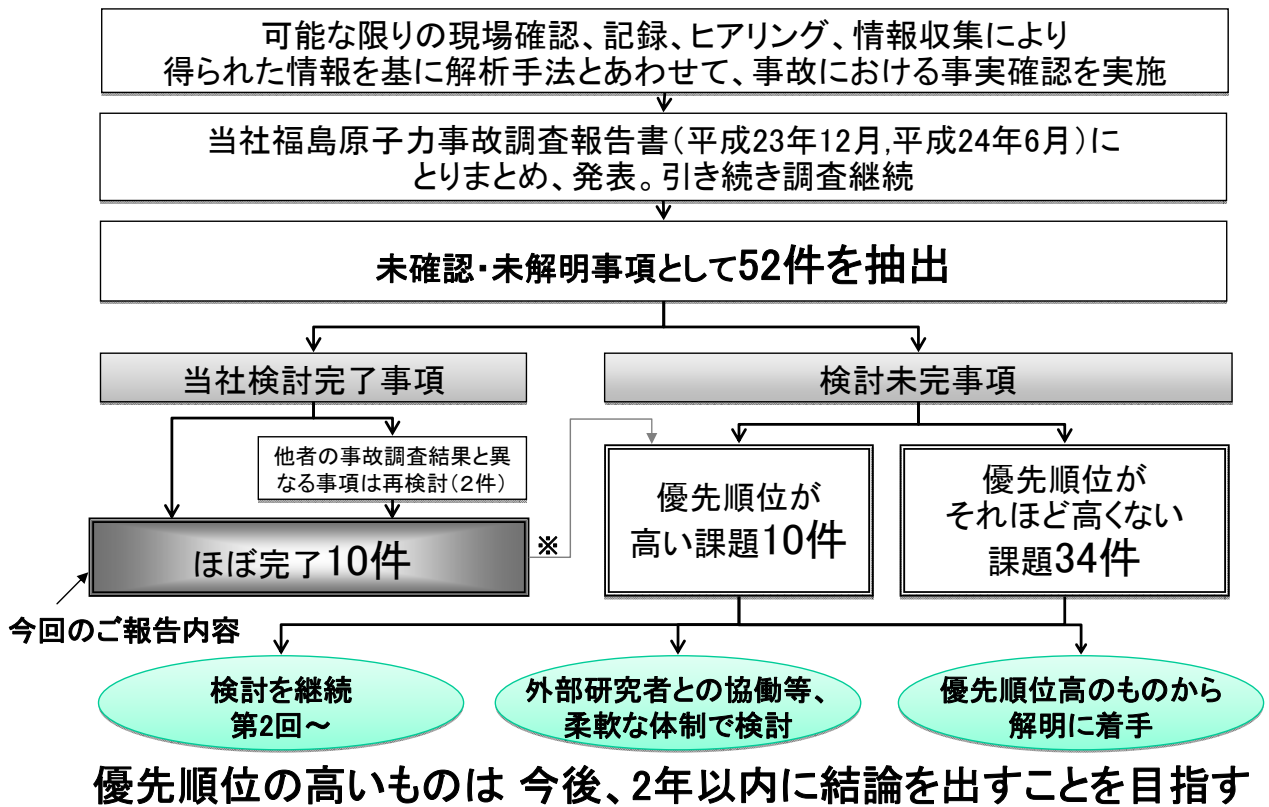 可能な限りの現場確認、記録、ヒアリング、情報収集により
得られた情報を基に解析手法とあわせて、事故における事実確認を実施
当社福島原子力事故調査報告書(平成23年12月,平成24年6月)に
とりまとめ、発表。引き続き調査継続
未確認・未解明事項として52件を抽出
当社検討完了事項
検討未完事項
他者の事故調査結果と異
なる事項は再検討(2件)
ほぼ完了10件
※
優先順位が
高い課題10件
優先順位が
それほど高くない
課題34件
今回のご報告内容
検討を継続
第2回～
外部研究者との協働等、
柔軟な体制で検討
優先順位高のものから
解明に着手
優先順位の高いものは 今後、2年以内に結論を出すことを目指す